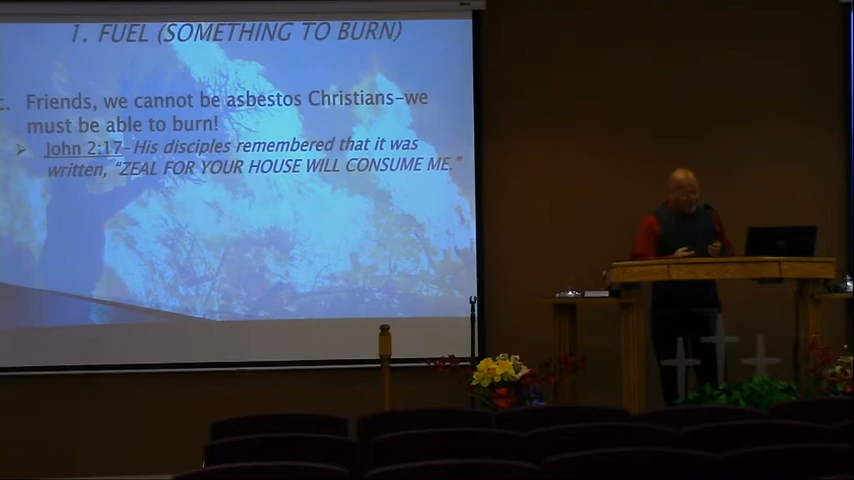 1. FUEL (SOMETHING TO BURN)
c. Friends, we cannot be asbestos Christians–we
must be able to burn!
➢ John 2:17–His disciples remembered that it was
written, “ZEAL FOR YOUR HOUSE WILL CONSUME ME.”